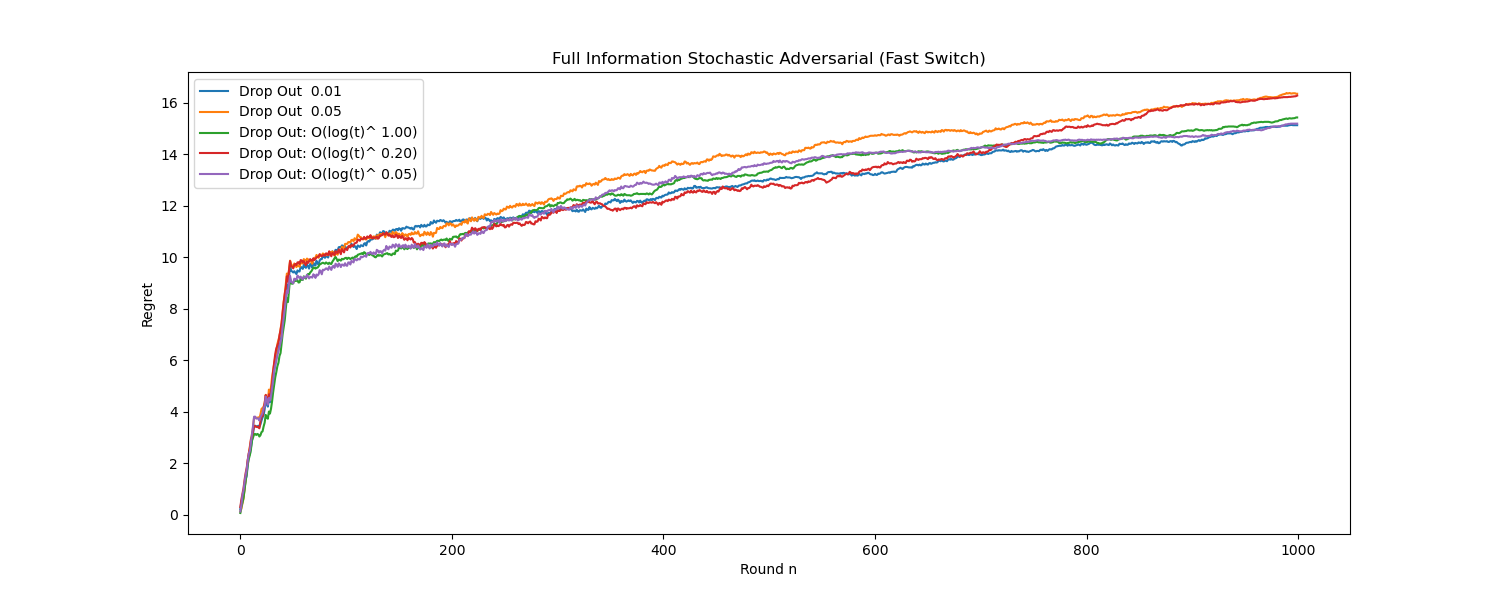 Full Information Stochastic Adversarial (Fast Switch)
Drop Out  0.01
Drop Out  0.05
Drop Out: O(log(t)^ 1.00)
Drop Out: O(log(t)^ 0.20)
Drop Out: O(log(t)^ 0.05)
Regret
16
14
12
10
8
6
4
2
0
0 200 400 600 800 1000
Round n